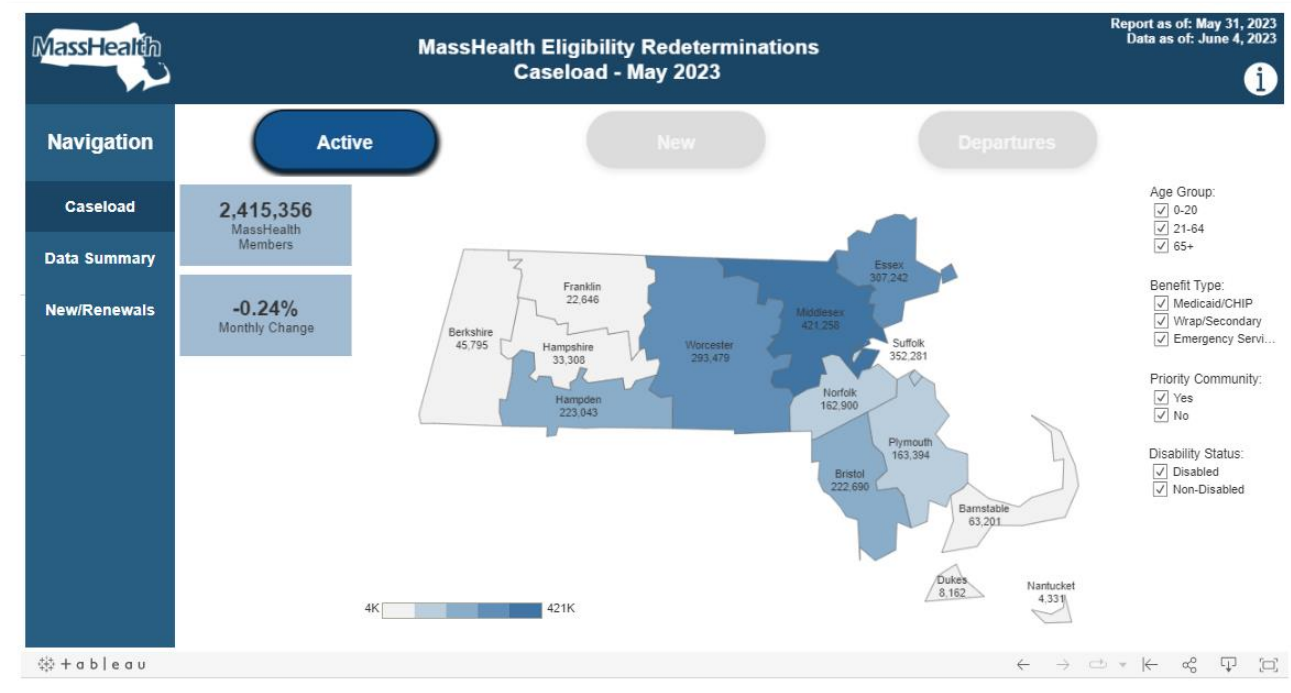 MassHealth
MassHealth Eligibility Redeterminations
Caseload - May 2023
Report as of: May 31, 2023
Data as of: June 4, 2023
i
Navigation
Caseload
Data Summary
New/Renewals
Active
New
Departures
2,415,356
MassHealth
Members
-0.24%
Monthly Change
Essex
307,242
Franklin
22,646
Middlesex
421,258
Berkshire
45,795
Hampshire
33,308
Worcester
293,479
Suffolk
352,281
Hampden
223,043
Norfolk
162,900
Plymouth
163,394
Bristol
222,690
Barnstable
63,201
Dukes
8,162
Nantucket
4,331
4K
421K
Age Group:
0-20
21-64
65+
Benefit Type:
Medicaid/CHIP
Wrap/Secondary
Emergency Servi...
Priority Community:
Yes
No
Disability Status:
Disabled
Non-Disabled
+ a b l e a u